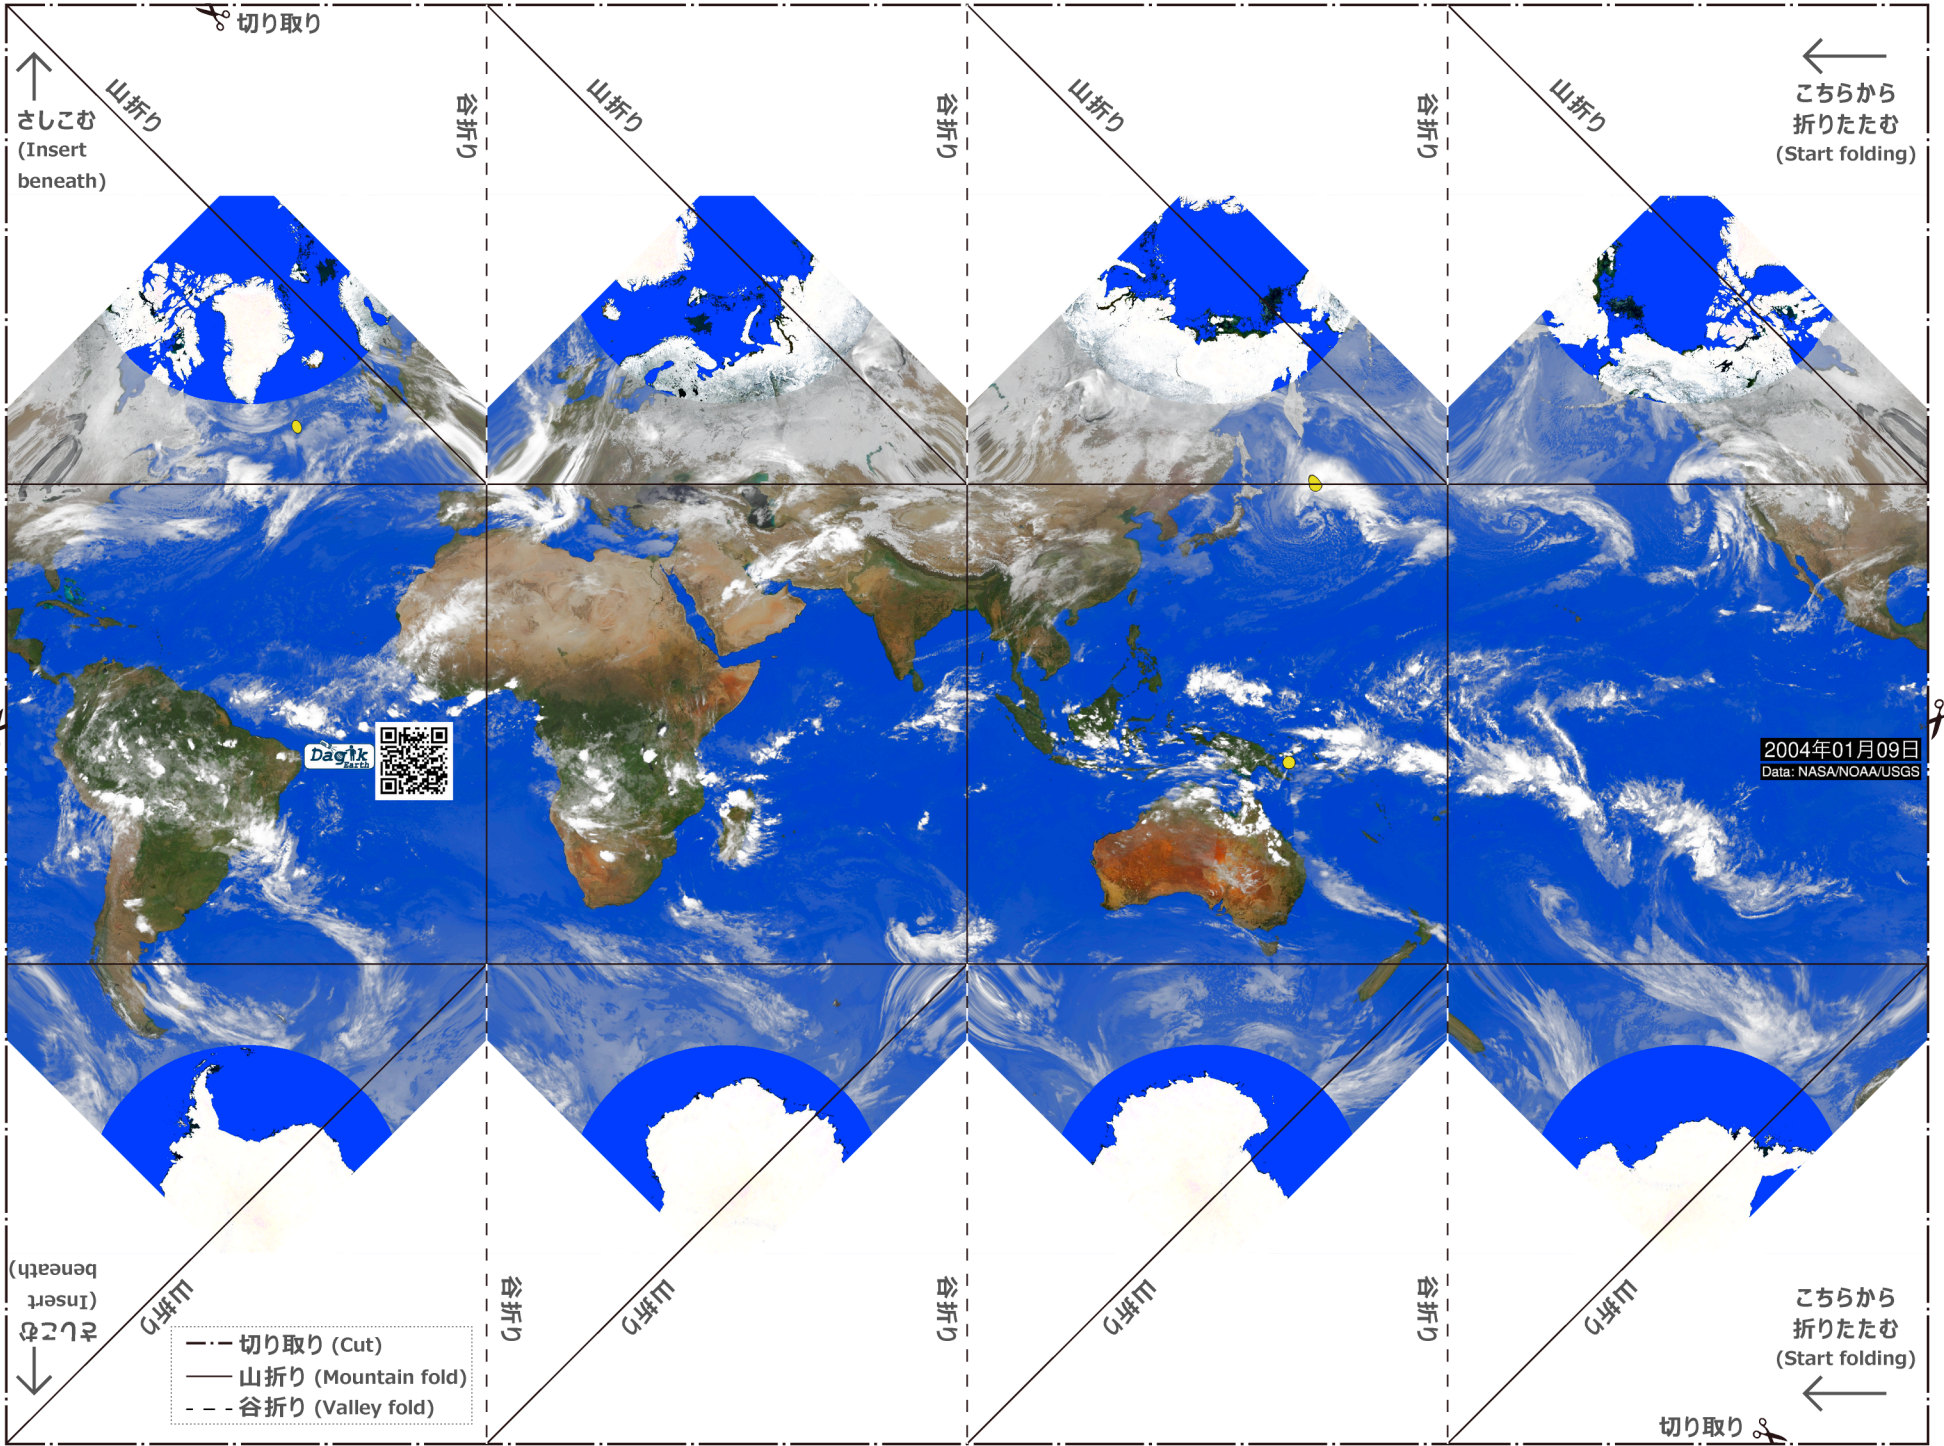 切り取り
山折り
谷折り
山折り
谷折り
山折り
谷折り
山折り
さしこむ
(Insert
beneath)
こちらから
折りたたむ
(Start folding)
Dagik
Earth
2004年01月09日
Data: NASA/NOAA/USGS
さしこむ
(Insert
beneath)
山折り
谷折り
山折り
谷折り
山折り
谷折り
山折り
こちらから
折りたたむ
(Start folding)
切り取り (Cut)
山折り (Mountain fold)
谷折り (Valley fold)
切り取り